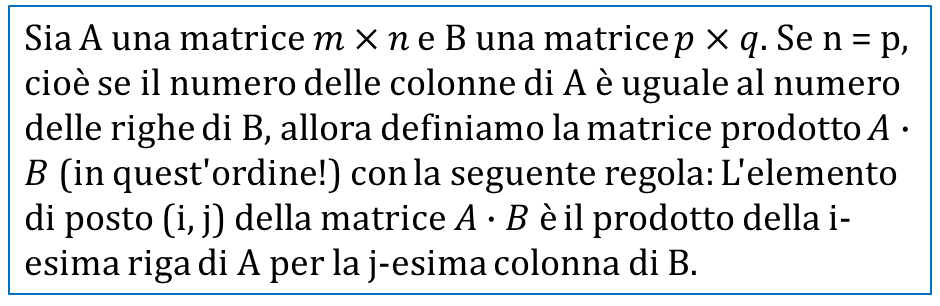 Sia A una matrice 𝑚 × 𝑛 e B una matrice 𝑝 × 𝑞. Se n = p,
cioè se il numero delle colonne di A è uguale al numero
delle righe di B, allora definiamo la matrice prodotto 𝐴 ·
𝐵 (in quest'ordine!) con la seguente regola: L'elemento
di posto (i, j) della matrice 𝐴 · 𝐵 è il prodotto della i-
esima riga di A per la j-esima colonna di B.